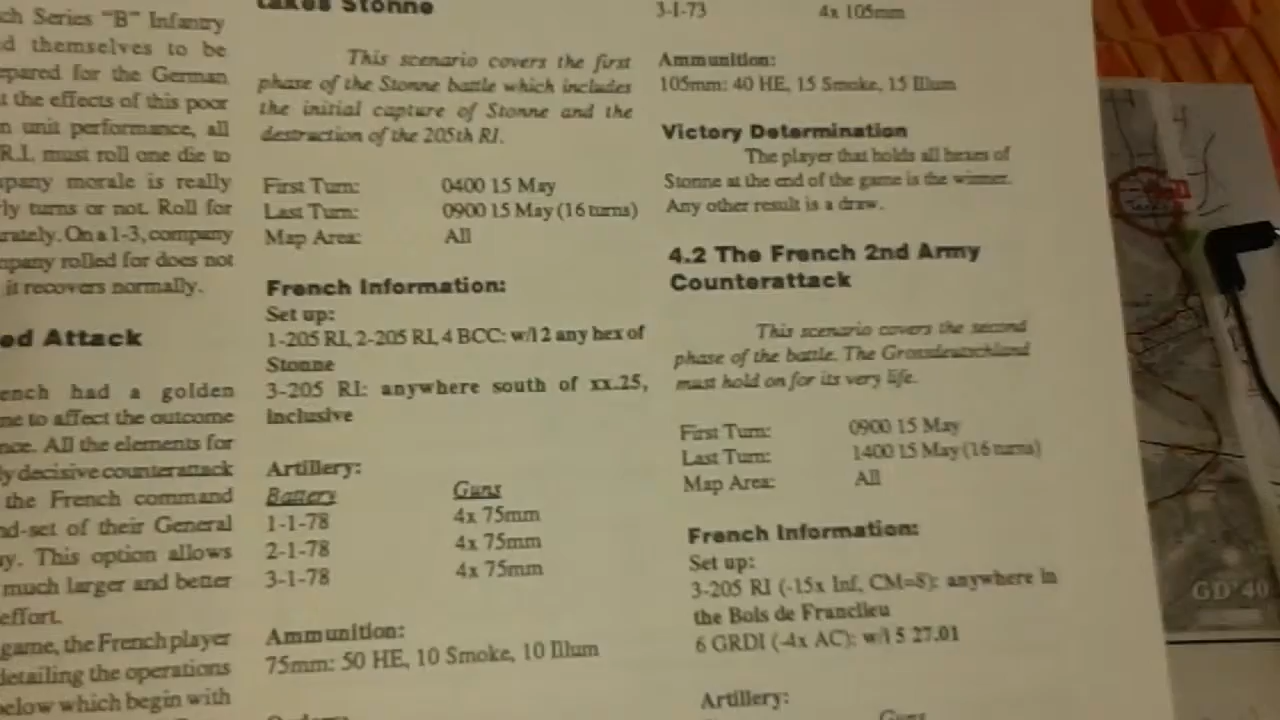 ch Series "B" Infantry
d themselves to be
epared for the German
t the effects of this poor
n unit performance, all
R.I. must roll one die to
pany morale is really
rly turns or not. Roll for
rately. On a 1-3, company
mpany rolled for does not
it recovers normally.
ed Attack
ench had a golden
me to affect the outcome
nce. All the elements for
ly decisive counterattack
the French command
nd-set of their General
y. This option allows
much larger and better
effort.
game, the French player
detailing the operations
below which begin with
takes Stonne
This scenario covers the first
phase of the Stonne battle which includes
the initial capture of Stonne and the
destruction of the 205th RI.
First Turn: 0400 15 May
Last Turn: 0900 15 May (16 turns)
Map Area: All
French Information:
Set up:
1-205 RI, 2-205 RI, 4 BCC: w/i 2 any hex of
Stonne
3-205 RI: anywhere south of xx.25,
inclusive
Artillery:
Battery Guns
1-1-78 4x 75mm
2-1-78 4x 75mm
3-1-78 4x 75mm
Ammunition:
75mm: 50 HE, 10 Smoke, 10 Illum
3-1-73 4x 105mm
Ammunition:
105mm: 40 HE, 15 Smoke, 15 Illum
Victory Determination
The player that holds all hexes of
Stonne at the end of the game is the winner.
Any other result is a draw.
4.2 The French 2nd Army
Counterattack
This scenario covers the second
phase of the battle. The Grossdeutschland
must hold on for its very life.
First Turn: 0900 15 May
Last Turn: 1400 15 May (16 turns)
Map Area: All
French Information:
Set up:
3-205 RI (-15x Inf, CM=8): anywhere in
the Bois de Franclieu
6 GRDI (-4x AC): w/i 5 27.01
Artillery:
Guns
GD'40